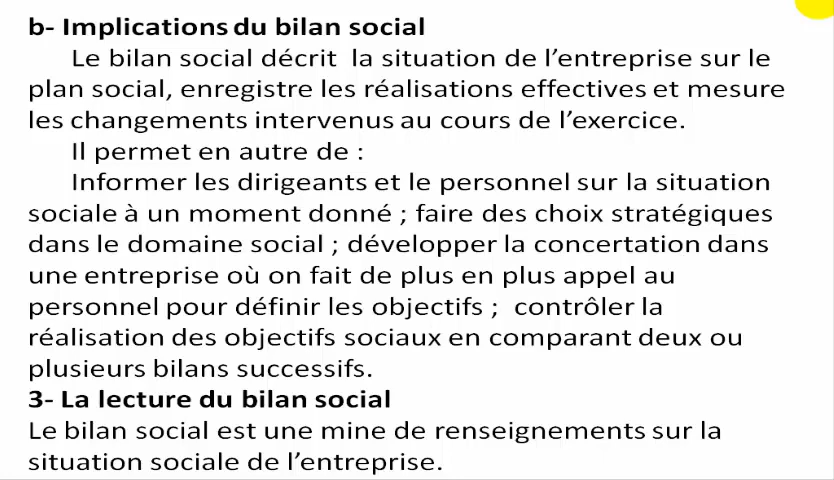 b- Implications du bilan social
Le bilan social décrit la situation de l’entreprise sur le
plan social, enregistre les réalisations effectives et mesure
les changements intervenus au cours de l’exercice.
Il permet en autre de :
Informer les dirigeants et le personnel sur la situation
sociale à un moment donné ; faire des choix stratégiques
dans le domaine social ; développer la concertation dans
une entreprise où on fait de plus en plus appel au
personnel pour définir les objectifs ; contrôler la
réalisation des objectifs sociaux en comparant deux ou
plusieurs bilans successifs.
3- La lecture du bilan social
Le bilan social est une mine de renseignements sur la
situation sociale de l’entreprise.